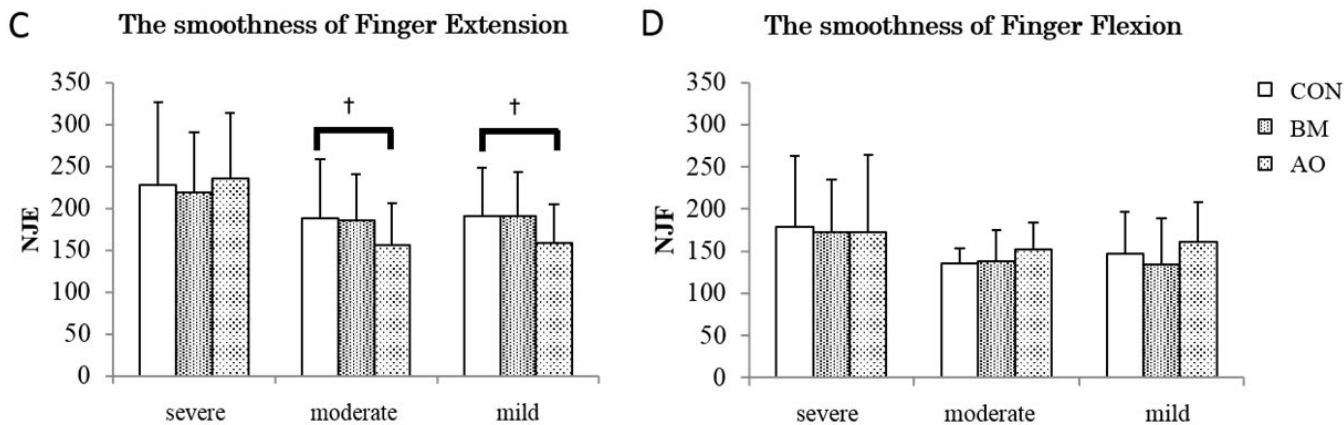 C
The smoothness of Finger Extension
NJE
350
300
250
200
150
100
50
0
†
†
severe
moderate
mild
D
The smoothness of Finger Flexion
NJF
350
300
250
200
150
100
50
0
severe
moderate
mild
CON
BM
AO